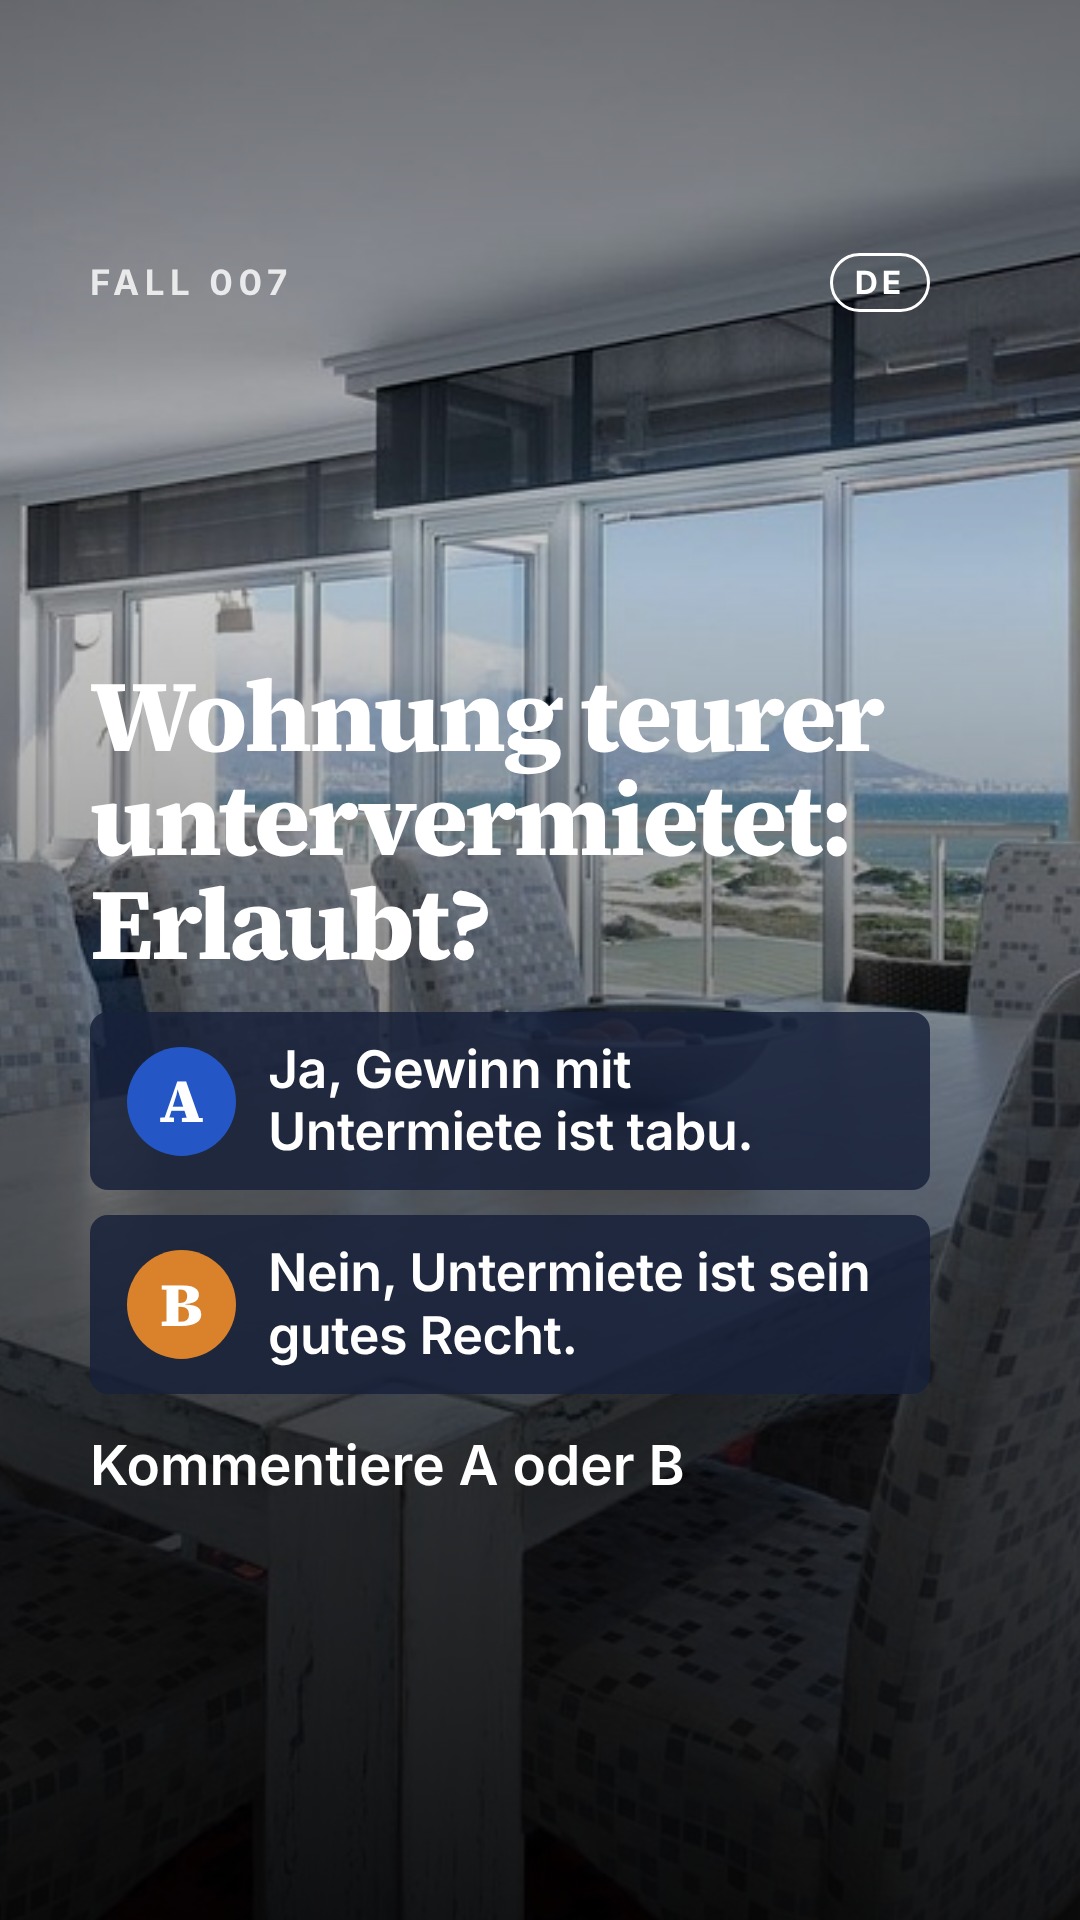 FALL 007
DE
Wohnung teurer
untervermietet:
Erlaubt?
A
Ja, Gewinn mit
Untermiete ist tabu.
B
Nein, Untermiete ist sein
gutes Recht.
Kommentiere A oder B